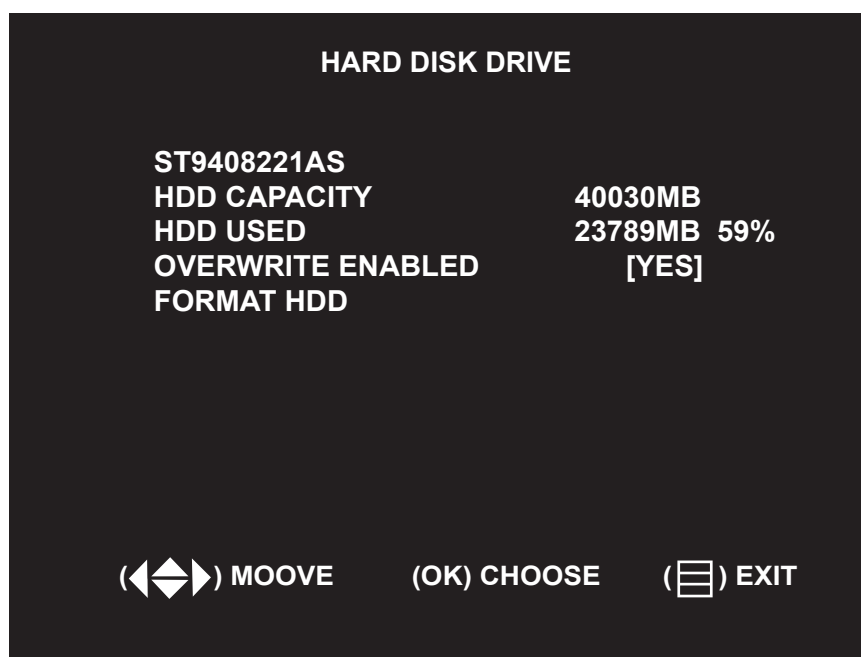 HARD DISK DRIVE
ST9408221AS
HDD CAPACITY 40030MB
HDD USED 23789MB 59%
OVERWRITE ENABLED [YES]
FORMAT HDD
() MOOVE (OK) CHOOSE () EXIT